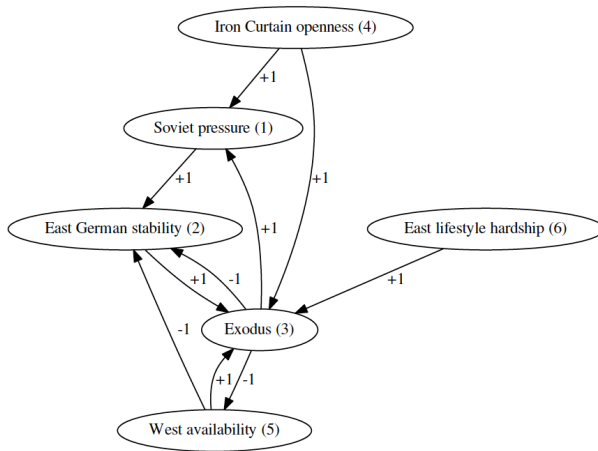 Iron Curtain openness (4)
+1
Soviet pressure (1)
+1
+1
East German stability (2)
East lifestyle hardship (6)
+1
+1
-1
+1
-1
Exodus (3)
+1
-1
West availability (5)